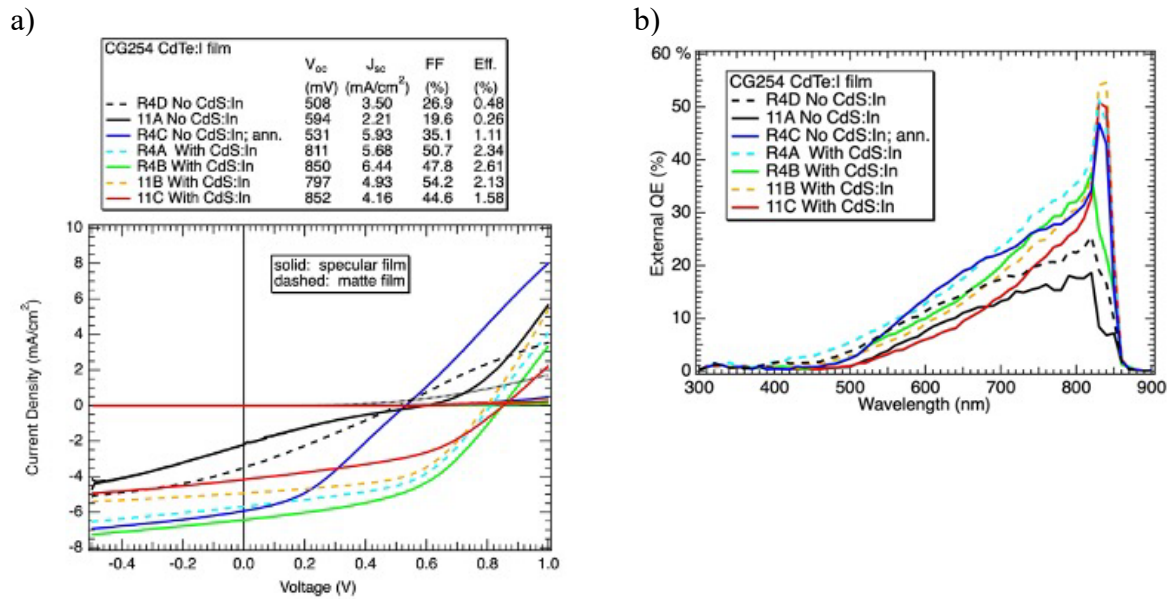 a)
CG254 CdTe:I film
Voc Jsc FF Eff.
(mV) (mA/cm²) (%) (%)
R4D No CdS:In 508 3.50 26.9 0.48
11A No CdS:In 594 2.21 19.6 0.26
R4C No CdS:In; ann. 531 5.93 35.1 1.11
R4A With CdS:In 811 5.68 50.7 2.34
R4B With CdS:In 850 6.44 47.8 2.61
11B With CdS:In 797 4.93 54.2 2.13
11C With CdS:In 852 4.16 44.6 1.58
10
8
6
4
2
0
-2
-4
-6
-8
Current Density (mA/cm²)
solid: specular film
dashed: matte film
-0.4 -0.2 0.0 0.2 0.4 0.6 0.8 1.0
Voltage (V)
b)
60 %
50
40
30
20
10
0
External QE (%)
CG254 CdTe:I film
R4D No CdS:In
11A No CdS:In
R4C No CdS:In; ann.
R4A With CdS:In
R4B With CdS:In
11B With CdS:In
11C With CdS:In
300 400 500 600 700 800 900
Wavelength (nm)